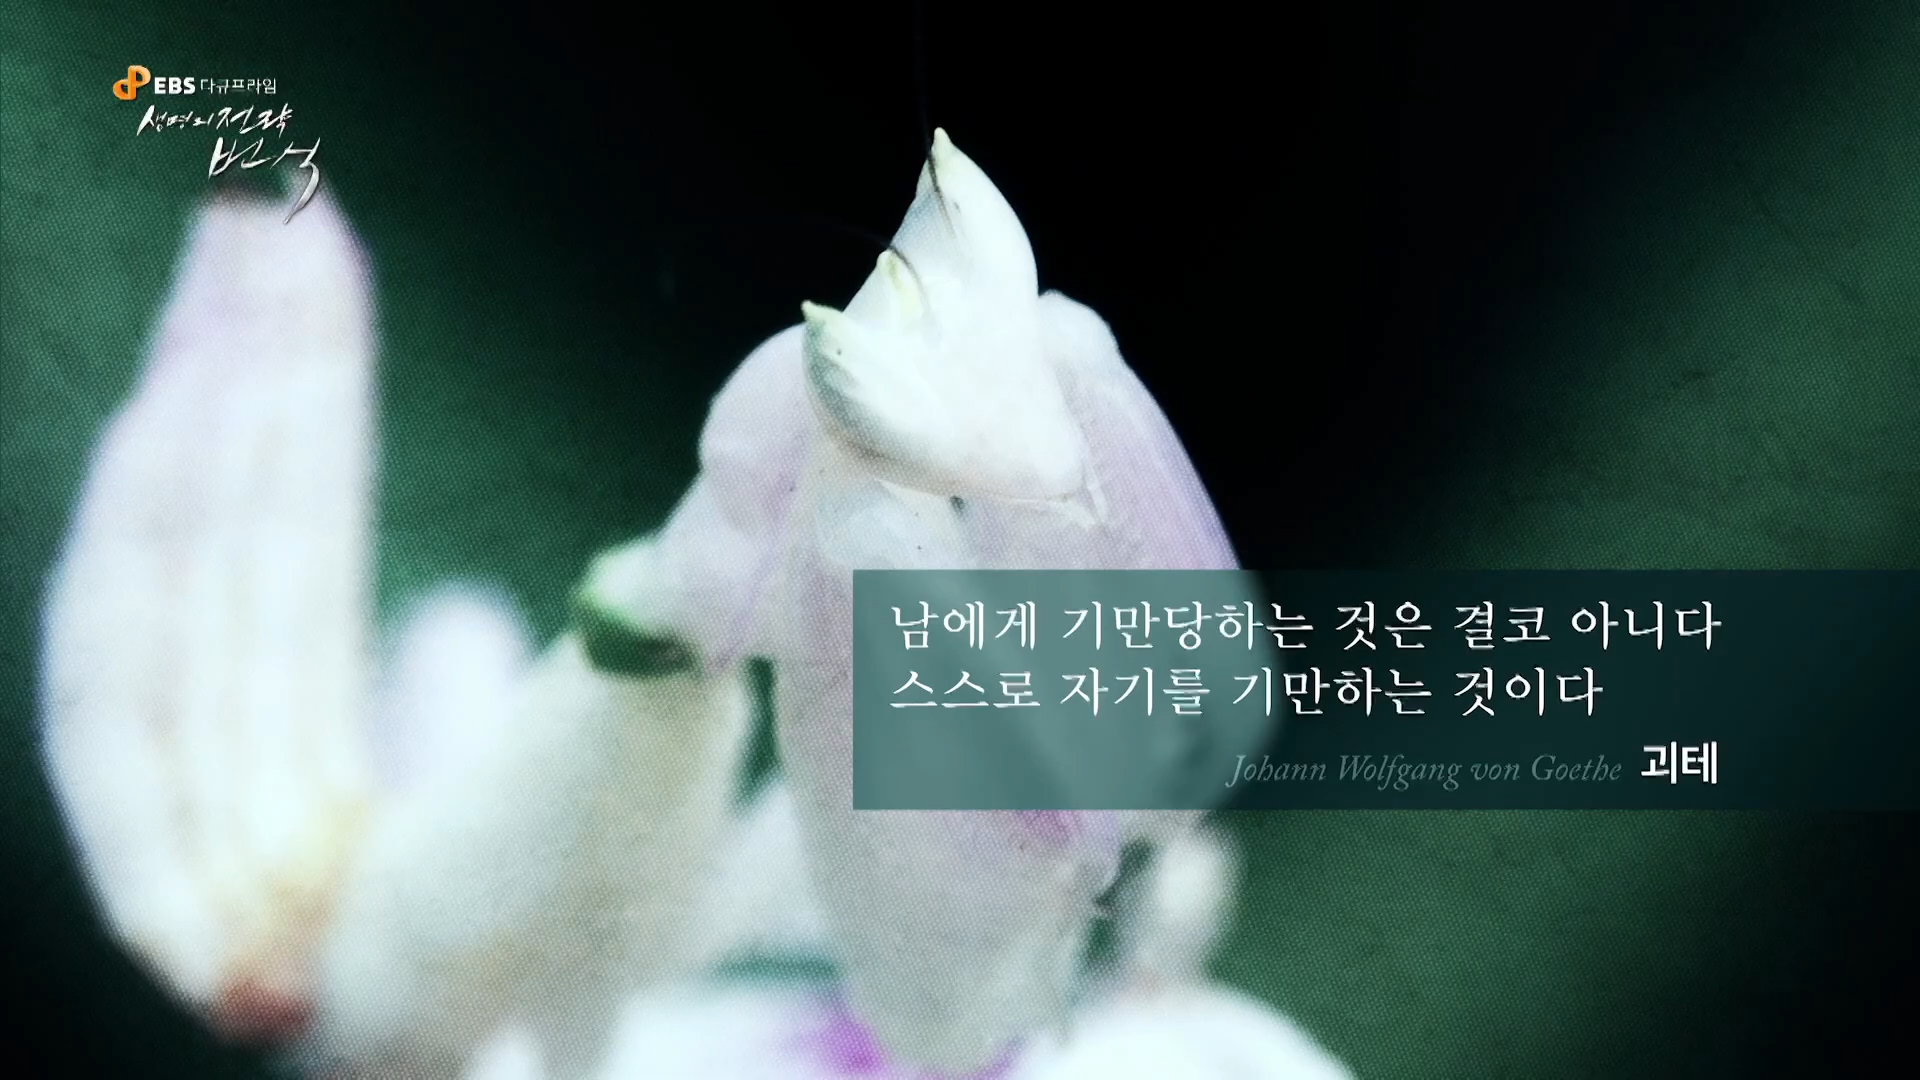 EBS 다큐프라임
생명의 전략
번식
남에게 기만당하는 것은 결코 아니다
스스로 자기를 기만하는 것이다
Johann Wolfgang von Goethe 괴테